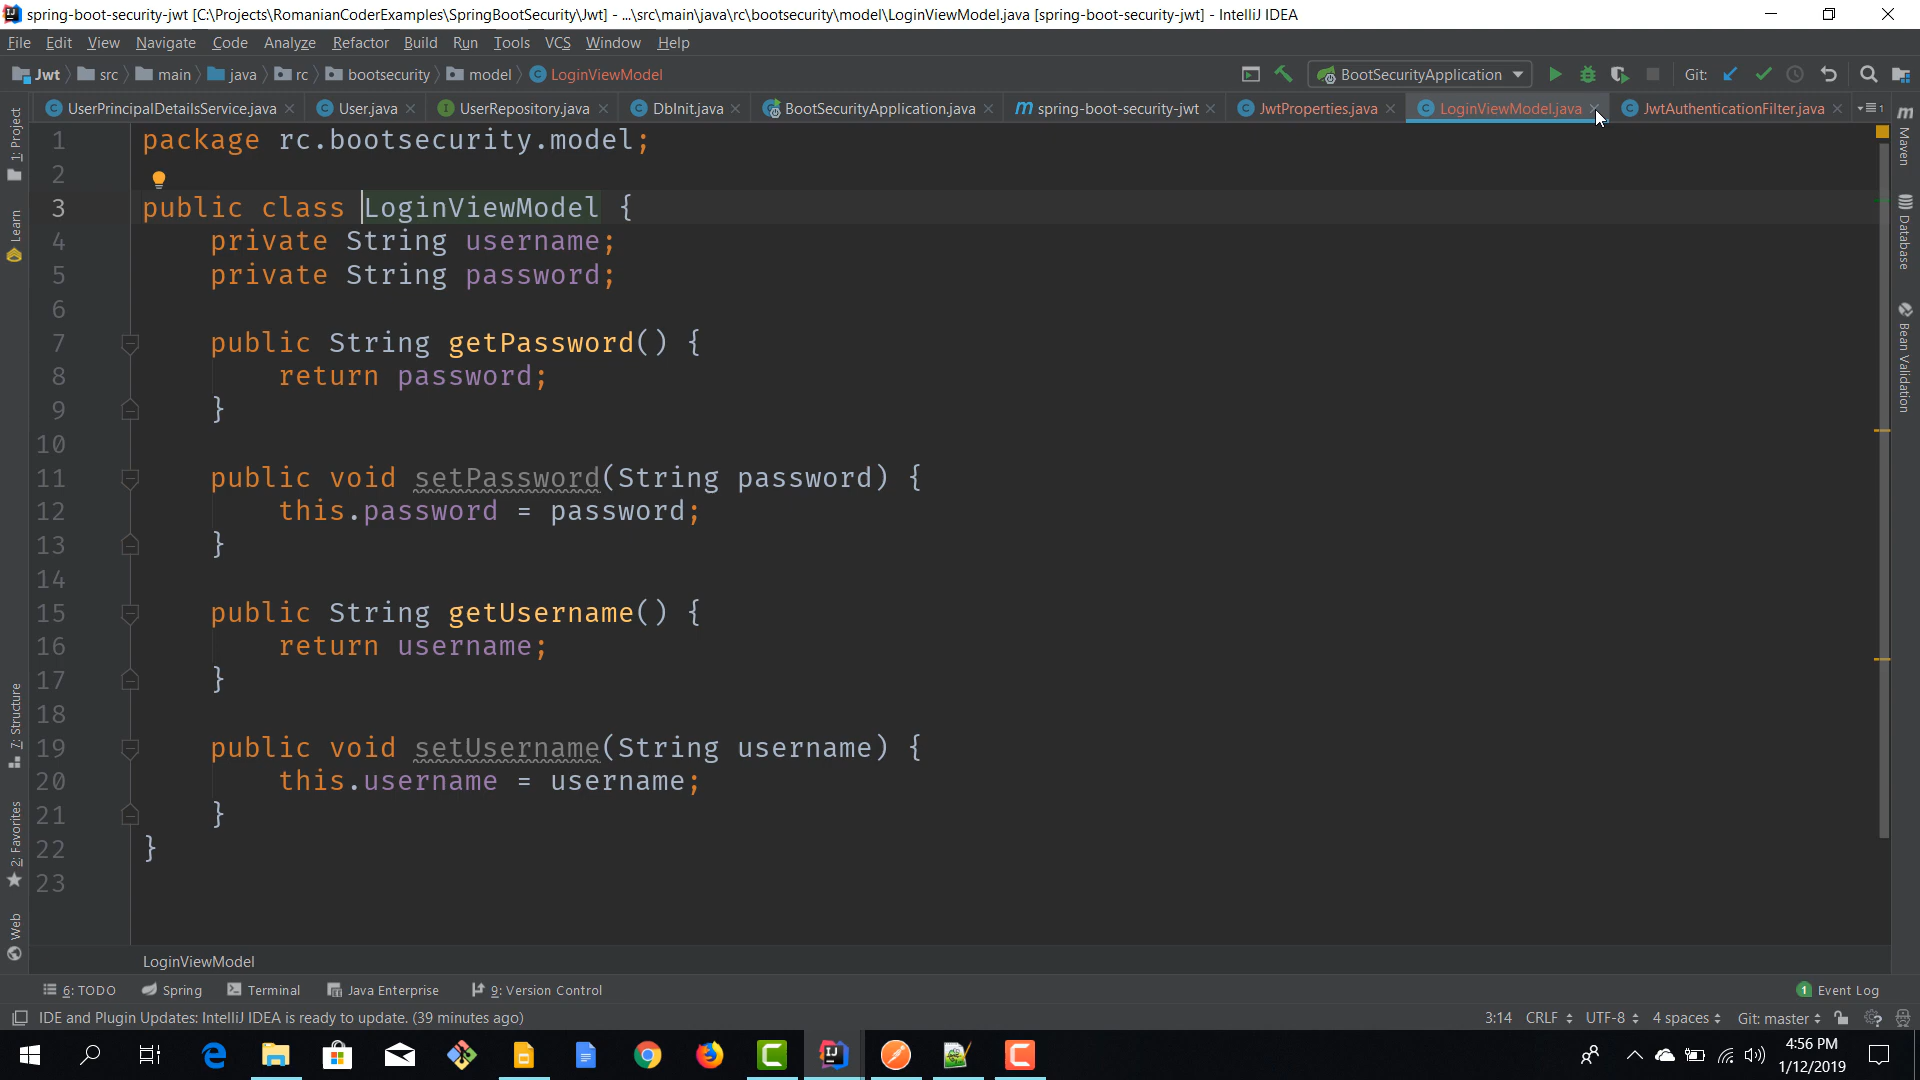 spring-boot-security-jwt [C:\Projects\RomanianCoderExamples\SpringBootSecurity\Jwt] - ...\src\main\java\rc\bootsecurity\model\LoginViewModel.java [spring-boot-security-jwt] - IntelliJ IDEA
File Edit View Navigate Code Analyze Refactor Build Run Tools VCS Window Help
Jwt src main java rc bootsecurity model LoginViewModel BootSecurityApplication Git:
UserPrincipalDetailsService.java User.java UserRepository.java DbInit.java BootSecurityApplication.java spring-boot-security-jwt JwtProperties.java LoginViewModel.java JwtAuthenticationFilter.java
1: Project
Learn
7: Structure
2: Favorites
Web
Maven
Database
Bean Validation
1 package rc.bootsecurity.model;
2
3 public class LoginViewModel {
4 private String username;
5 private String password;
6
7 public String getPassword() {
8 return password;
9 }
10
11 public void setPassword(String password) {
12 this.password = password;
13 }
14
15 public String getUsername() {
16 return username;
17 }
18
19 public void setUsername(String username) {
20 this.username = username;
21 }
22 }
23
LoginViewModel
6: TODO Spring Terminal Java Enterprise 9: Version Control 1 Event Log
IDE and Plugin Updates: IntelliJ IDEA is ready to update. (39 minutes ago) 3:14 CRLF UTF-8 4 spaces Git: master
4:56 PM
1/12/2019